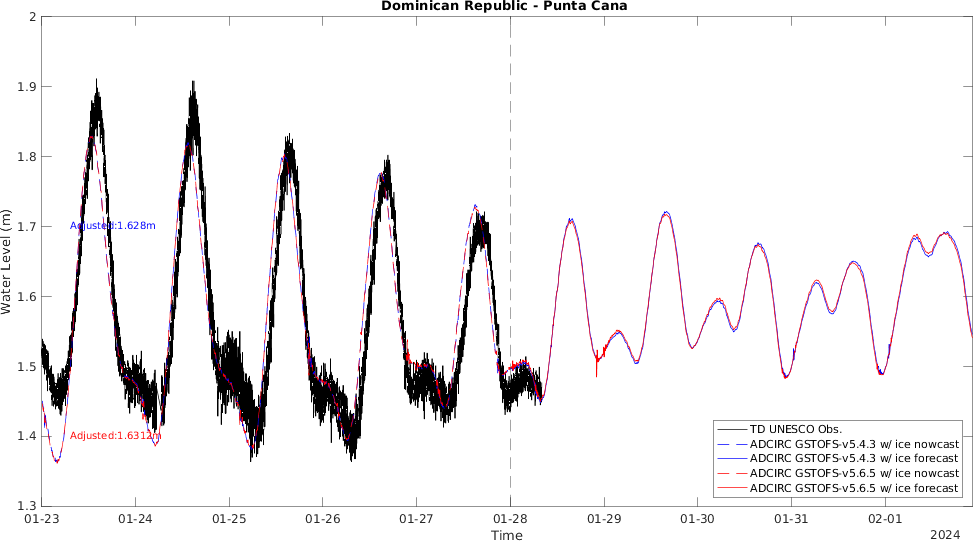 Dominican Republic - Punta Cana
2
1.9
1.8
1.7
1.6
1.5
1.4
1.3
Water Level (m)
Adjusted:1.628m
Adjusted:1.6312m
TD UNESCO Obs.
ADCIRC GSTOFS-v5.4.3 w/ ice nowcast
ADCIRC GSTOFS-v5.4.3 w/ ice forecast
ADCIRC GSTOFS-v5.6.5 w/ ice nowcast
ADCIRC GSTOFS-v5.6.5 w/ ice forecast
01-23 01-24 01-25 01-26 01-27 01-28 01-29 01-30 01-31 02-01
Time
2024